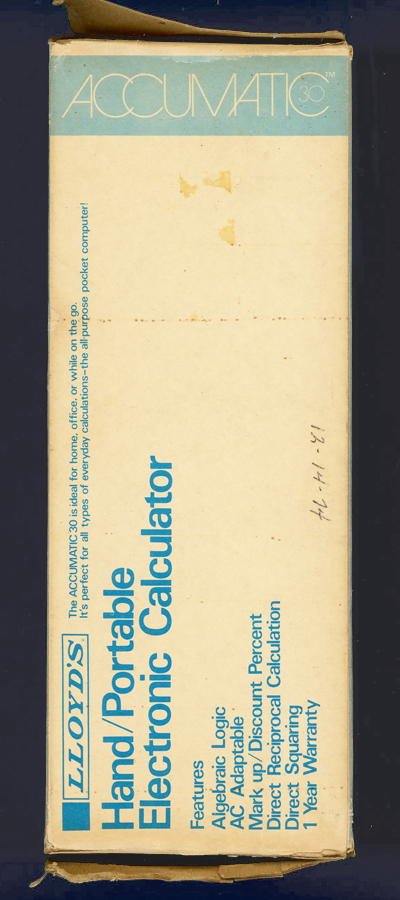 ACCUMATIC™ 30
LLOYD'S
The ACCUMATIC 30 is ideal for home, office, or while on the go.
It's perfect for all types of everyday calculations–the all-purpose pocket computer!
Hand/Portable
Electronic Calculator
Features
Algebraic Logic
AC Adaptable
Mark up/Discount Percent
Direct Reciprocal Calculation
Direct Squaring
1 Year Warranty
12-14-74